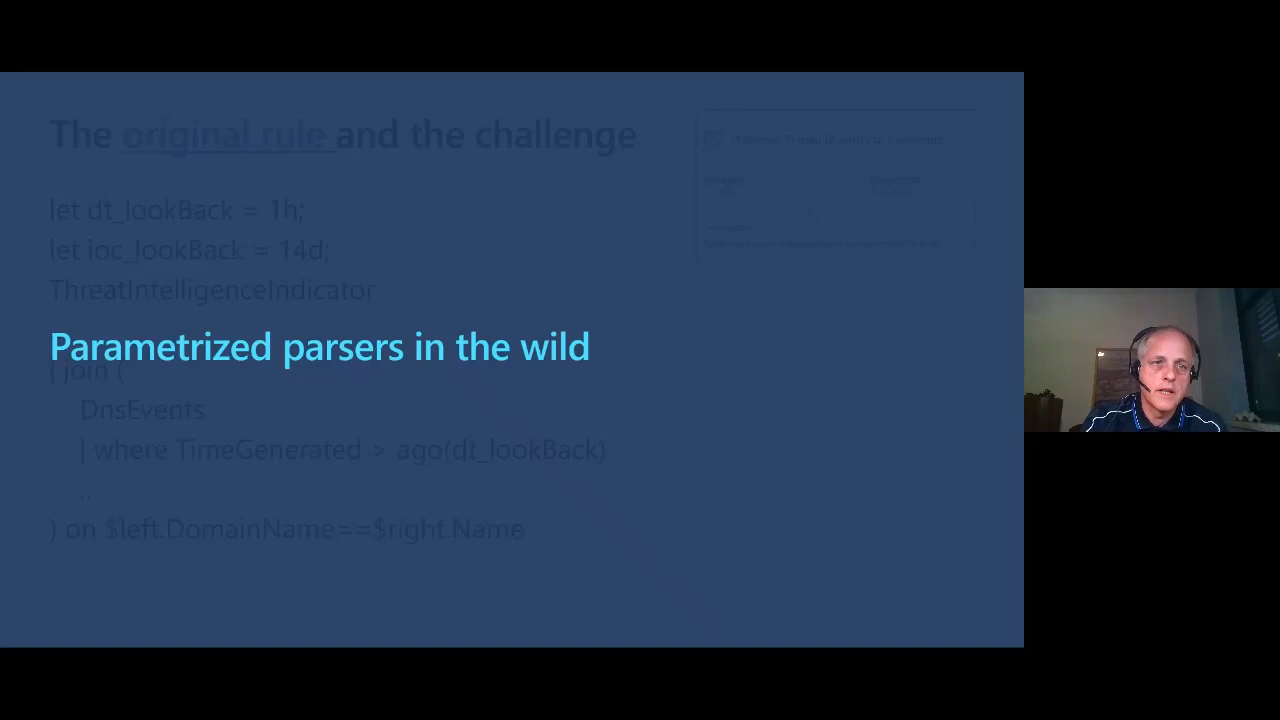 The original rule and the challenge
let dt_lookBack = 1h;
let ioc_lookBack = 14d;
ThreatIntelligenceIndicator
Parametrized parsers in the wild
| join (
DnsEvents
| where TimeGenerated > ago(dt_lookBack)
..
) on $left.DomainName==$right.Name